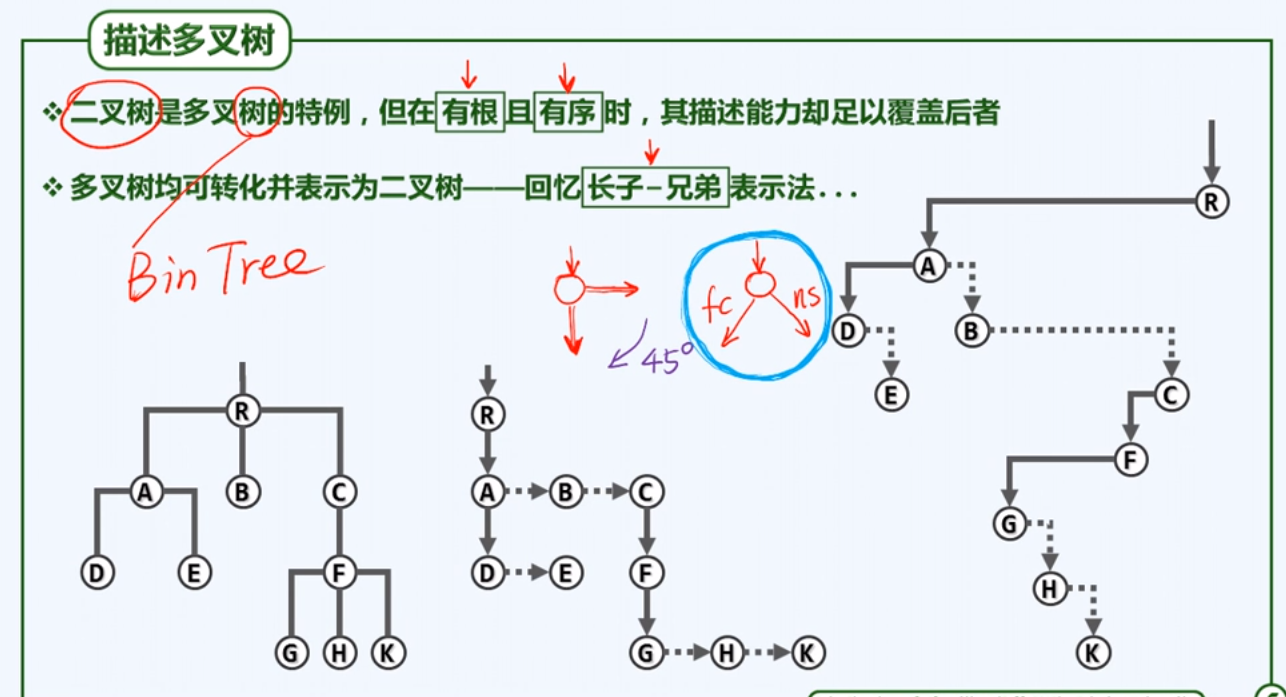 描述多叉树
❖ 二叉树是多叉树的特例，但在有根且有序时，其描述能力却足以覆盖后者
❖ 多叉树均可转化并表示为二叉树——回忆长子-兄弟表示法...
Bin Tree
fc ns
45°
R
A B C
D E F
G H K
R
A B C
D E F
G H K
R
A
D B
E C
F
G
H
K